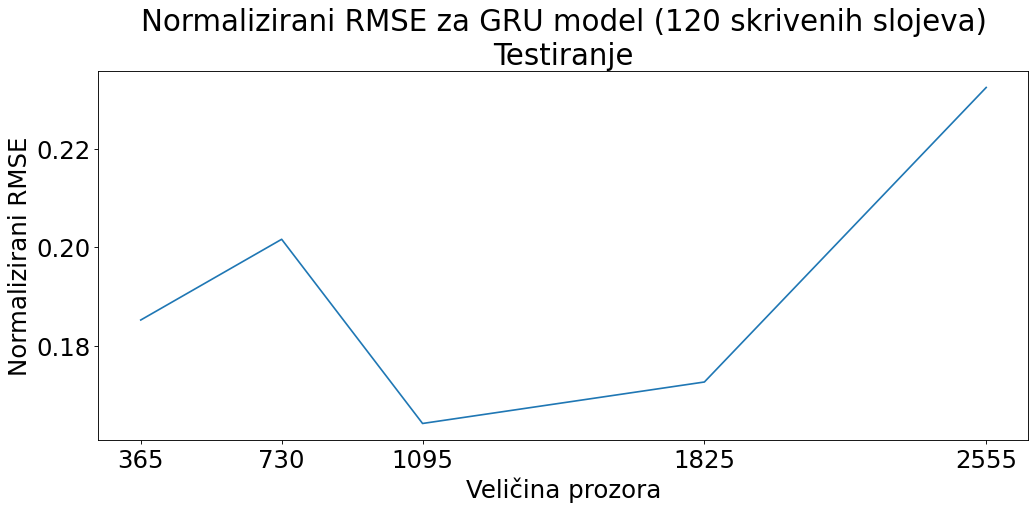 Normalizirani RMSE za GRU model (120 skrivenih slojeva)
Testiranje
Normalizirani RMSE
0.22
0.20
0.18
365 730 1095 1825 2555
Veličina prozora